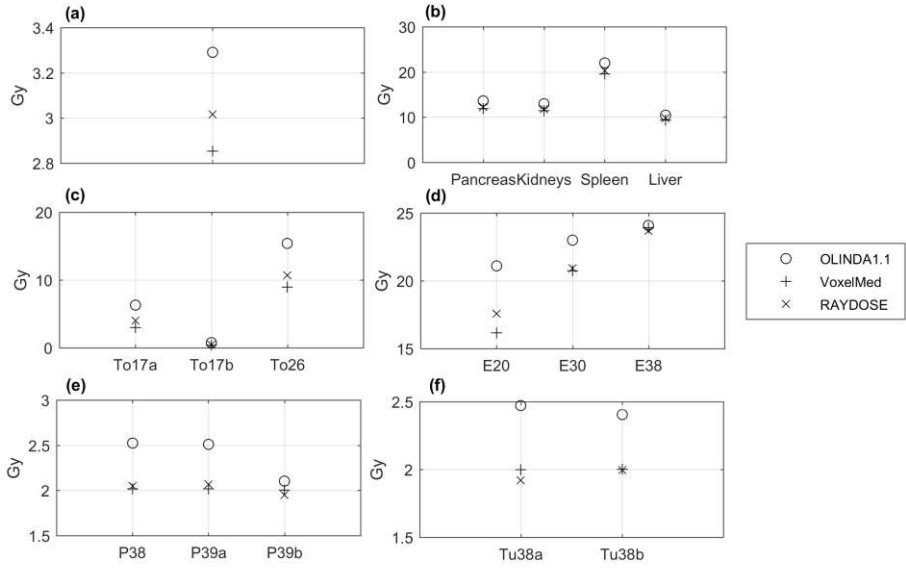 (a)
3.4
3.2
3
2.8
Gy
(b)
30
20
10
0
Gy
Pancreas Kidneys Spleen Liver
(c)
20
10
0
Gy
To17a To17b To26
(d)
25
20
15
Gy
E20 E30 E38
OLINDA1.1
VoxelMed
RAYDOSE
(e)
3
2.5
2
1.5
Gy
P38 P39a P39b
(f)
2.5
2
1.5
Gy
Tu38a Tu38b